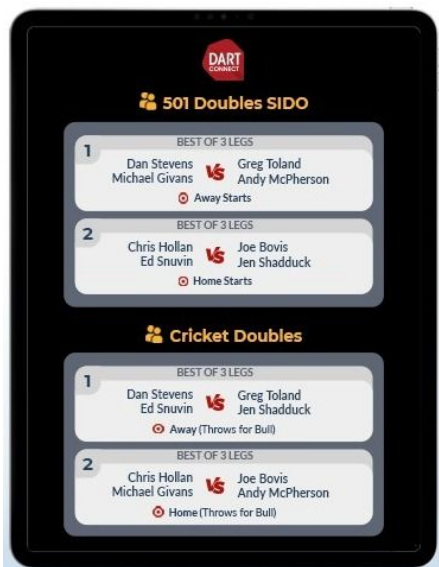 DART
CONNECT
501 Doubles SIDO
BEST OF 3 LEGS
1
Dan Stevens VS Greg Toland
Michael Givans Andy McPherson
Away Starts
BEST OF 3 LEGS
2
Chris Hollan VS Joe Bovis
Ed Snuvin Jen Shadduck
Home Starts
Cricket Doubles
BEST OF 3 LEGS
1
Dan Stevens VS Greg Toland
Ed Snuvin Jen Shadduck
Away (Throws for Bull)
BEST OF 3 LEGS
2
Chris Hollan VS Joe Bovis
Michael Givans Andy McPherson
Home (Throws for Bull)